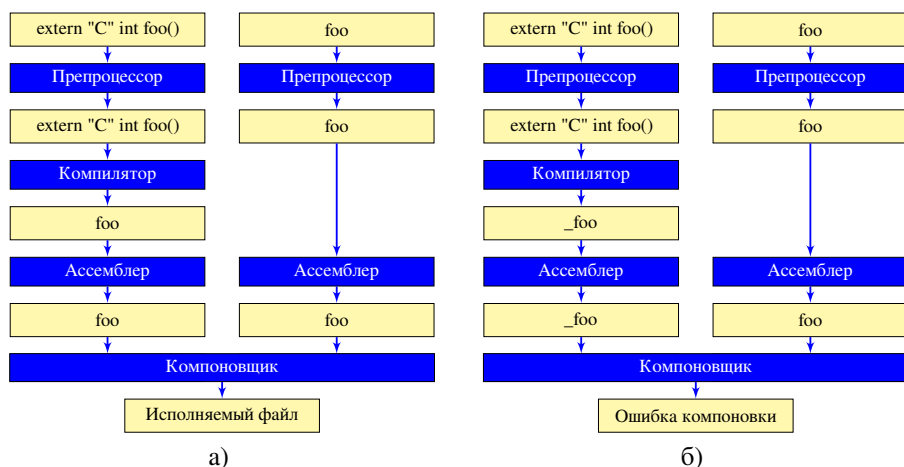 extern "C" int foo()
foo
Препроцессор
Препроцессор
extern "C" int foo()
foo
Компилятор
foo
Ассемблер
Ассемблер
foo
foo
Компоновщик
Исполняемый файл
а)
extern "C" int foo()
foo
Препроцессор
Препроцессор
extern "C" int foo()
foo
Компилятор
_foo
Ассемблер
Ассемблер
_foo
foo
Компоновщик
Ошибка компоновки
б)